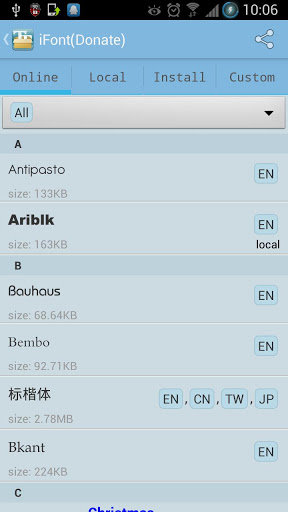 10:06
iFont(Donate)
Online Local Install Custom
All
A
Antipasto
EN
size: 133KB
Ariblk
EN
size: 163KB
local
B
Bauhaus
EN
size: 68.64KB
Bembo
EN
size: 92.71KB
标楷体
EN , CN , TW , JP
size: 2.78MB
Bkant
EN
size: 224KB
C
Christmas